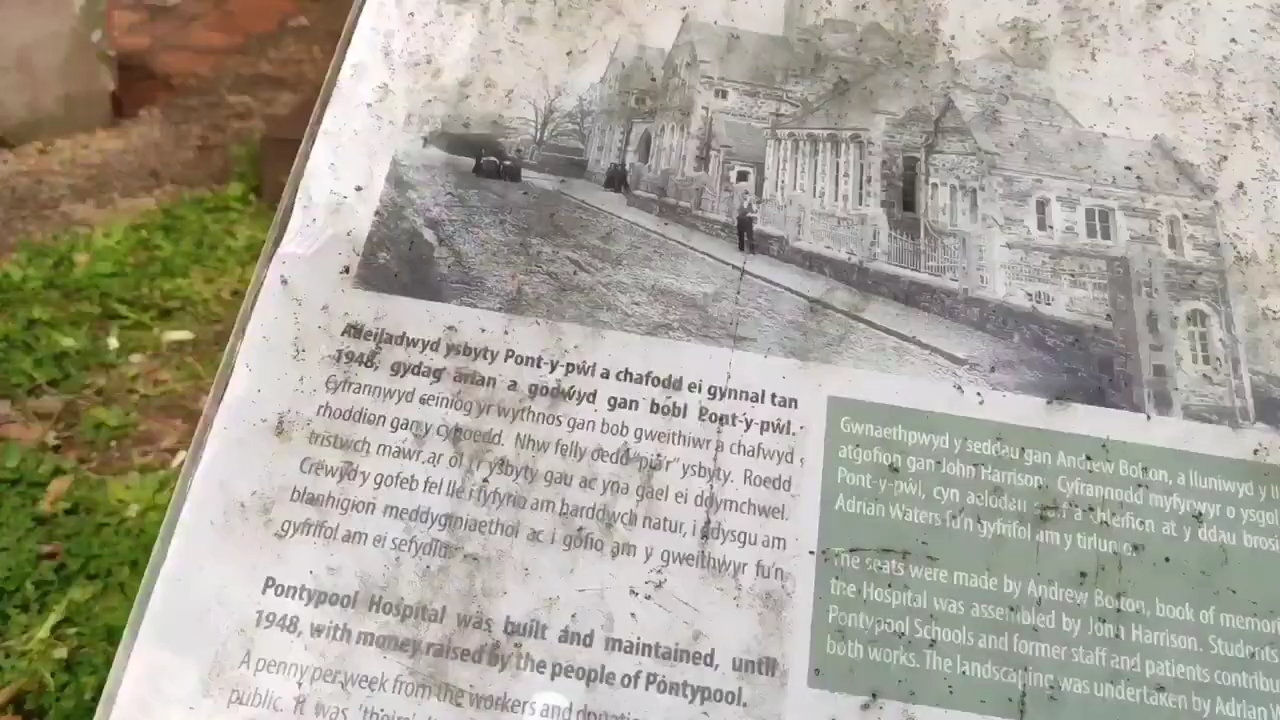 Adeiladwyd ysbyty Pont-y-pŵl a chafodd ei gynnal tan
1948, gydag arian a godwyd gan bobl Pont-y-pŵl.
Cyfrannwyd ceiniog yr wythnos gan bob gweithiwr a chafwyd
rhoddion gan y cyhoedd. Nhw felly oedd "pia'r" ysbyty. Roedd
tristwch mawr ar ôl i'r ysbyty gau ac yna gael ei ddymchwel.
Crëwyd y gofeb fel lle i fyfyrio am harddwch natur, i ddysgu am
blanhigion meddyginiaethol ac i gofio am y gweithwyr fu'n
gyfrifol am ei sefydlu.
Pontypool Hospital was built and maintained, until
1948, with money raised by the people of Pontypool.
A penny per week from the workers and
public. It was 'theirs'
Gwnaethpwyd y seddau gan Andrew Bolton, a lluniwyd y
atgofion gan John Harrison. Cyfrannodd myfyrwyr o
Pont-y-pŵl, cyn aelodau a chleifion at y ddau
Adrian Waters fu'n gyfrifol am y tirlunio.
The seats were made by Andrew Bolton, book of
the Hospital was assembled by John Harrison. Students
Pontypool Schools and former staff and patients
both works. The landscaping was undertaken by Adrian